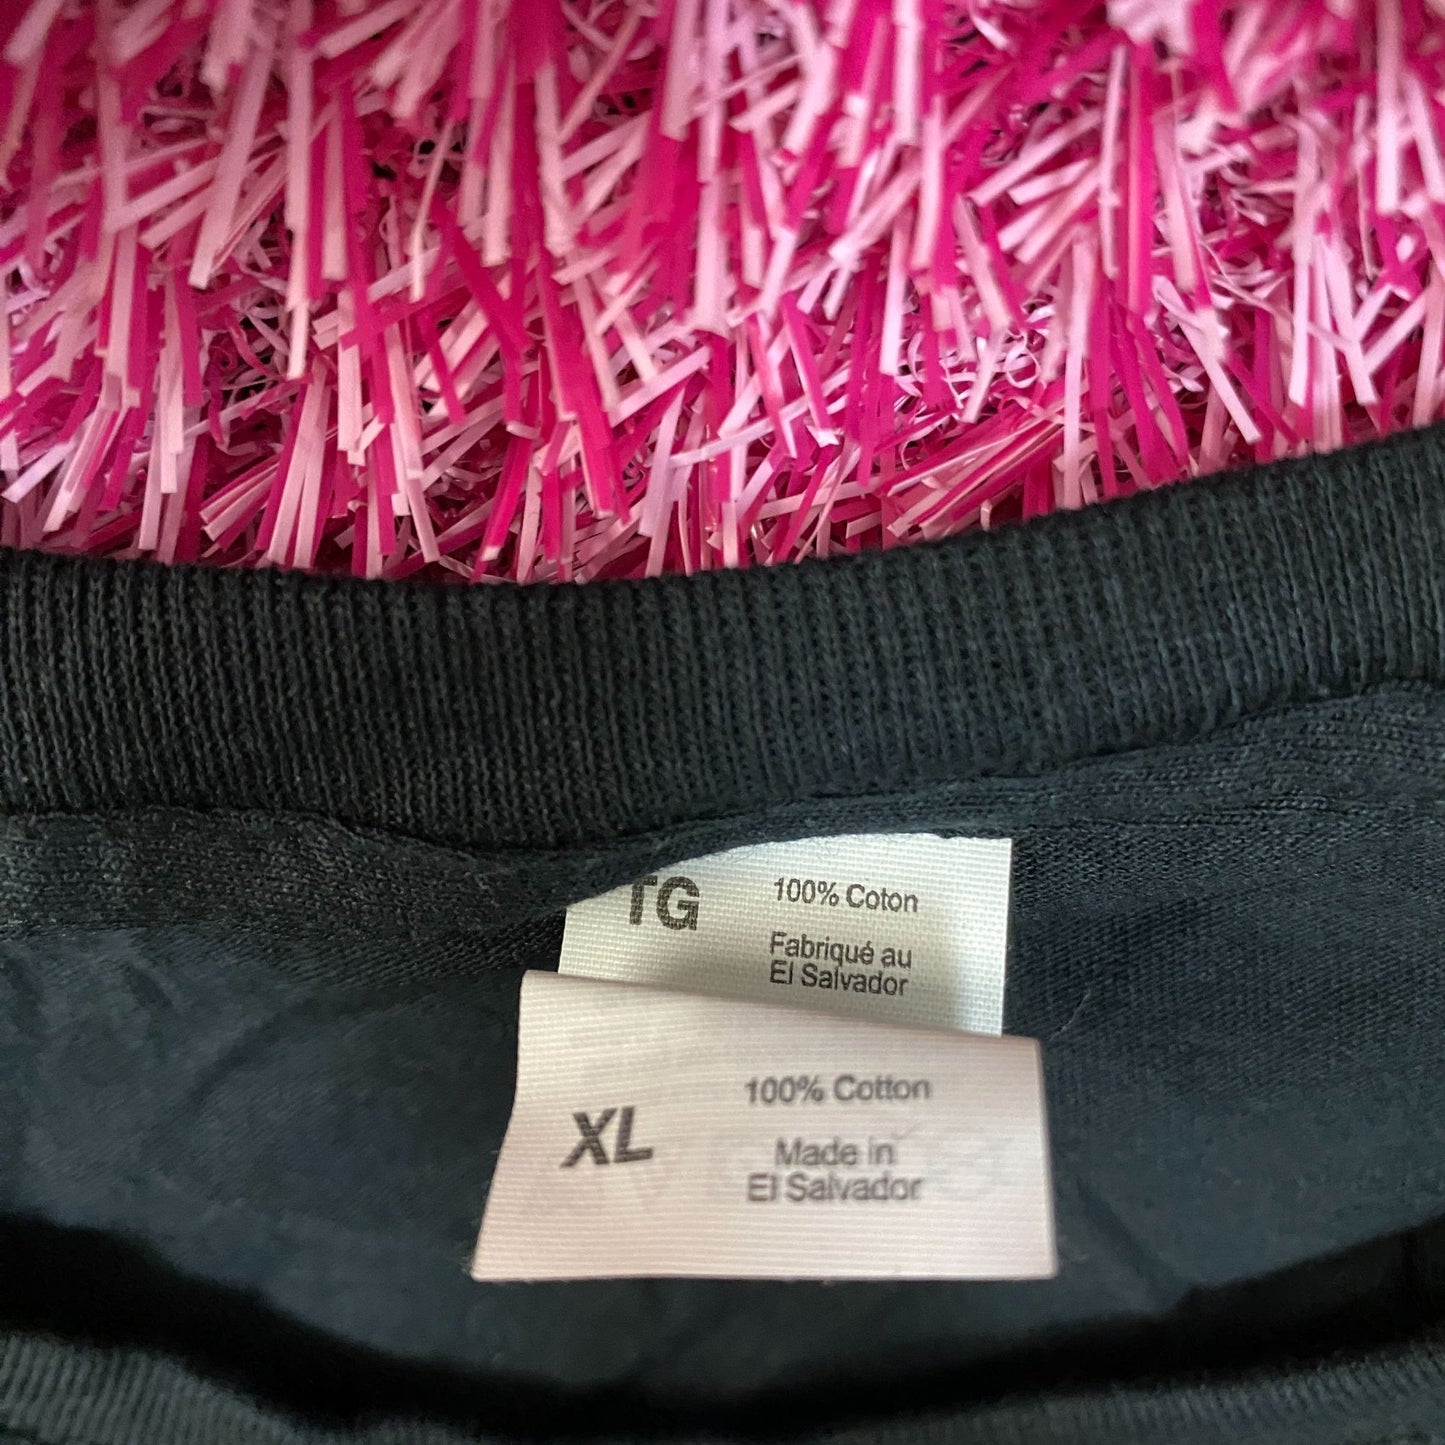 TG
100% Coton
Fabriqué au
El Salvador
XL
100% Cotton
Made in
El Salvador